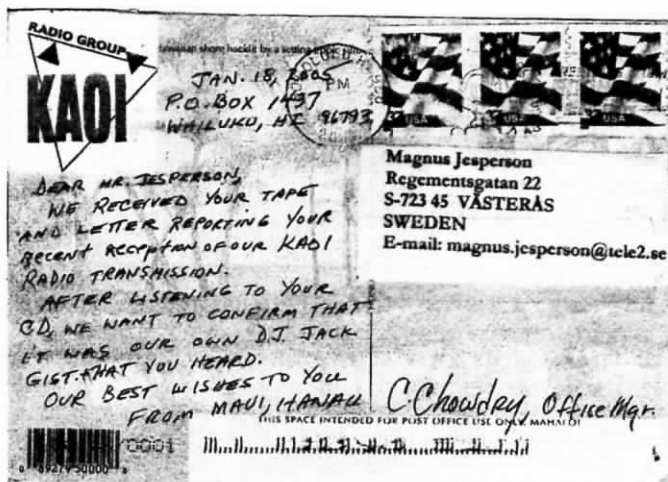 RADIO GROUP
KAOI
JAN. 18, 2005
P.O. BOX 1437
WAILUKU, HI 96793
DEAR MR. JESPERSON,
WE RECEIVED YOUR TAPE
AND LETTER REPORTING YOUR
RECENT RECEPTION OF OUR KAOI
RADIO TRANSMISSION.
AFTER LISTENING TO YOUR
CD, WE WANT TO CONFIRM THAT
IT WAS OUR OWN D.J. JACK
GIST THAT YOU HEARD.
OUR BEST WISHES TO YOU
FROM MAUI, HANAU
PM
37 USA
USA
USA
Magnus Jesperson
Regementsgatan 22
S-723 45 VÄSTERÅS
SWEDEN
E-mail: magnus.jesperson@tele2.se
C. Chowdry, Office Mgr.
THIS SPACE INTENDED FOR POST OFFICE USE ONLY. MAHALO!
0001